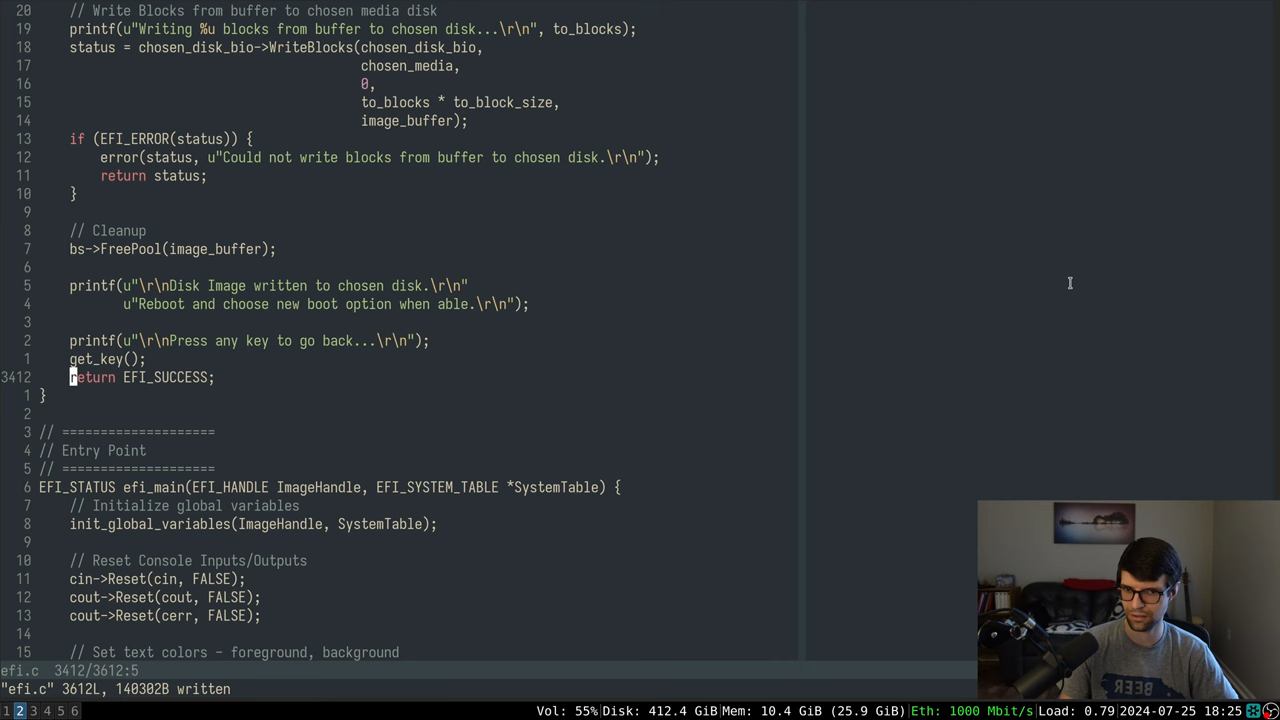 20 // Write Blocks from buffer to chosen media disk
19 printf(u"Writing %u blocks from buffer to chosen disk...\r\n", to_blocks);
18 status = chosen_disk_bio->WriteBlocks(chosen_disk_bio,
17 chosen_media,
16 0,
15 to_blocks * to_block_size,
14 image_buffer);
13 if (EFI_ERROR(status)) {
12 error(status, u"Could not write blocks from buffer to chosen disk.\r\n");
11 return status;
10 }
9
8 // Cleanup
7 bs->FreePool(image_buffer);
6
5 printf(u"\r\nDisk Image written to chosen disk.\r\n"
4 u"Reboot and choose new boot option when able.\r\n");
3
2 printf(u"\r\nPress any key to go back...\r\n");
1 get_key();
3412 return EFI_SUCCESS;
1 }
2
3 // ====================
4 // Entry Point
5 // ====================
6 EFI_STATUS efi_main(EFI_HANDLE ImageHandle, EFI_SYSTEM_TABLE *SystemTable) {
7 // Initialize global variables
8 init_global_variables(ImageHandle, SystemTable);
9
10 // Reset Console Inputs/Outputs
11 cin->Reset(cin, FALSE);
12 cout->Reset(cout, FALSE);
13 cout->Reset(cerr, FALSE);
14
15 // Set text colors - foreground, background
efi.c 3412/3612:5
"efi.c" 3612L, 140302B written
1 2 3 4 5 6 Vol: 55% Disk: 412.4 GiB Mem: 10.4 GiB (25.9 GiB) Eth: 1000 Mbit/s Load: 0.79 2024-07-25 18:25
BEER